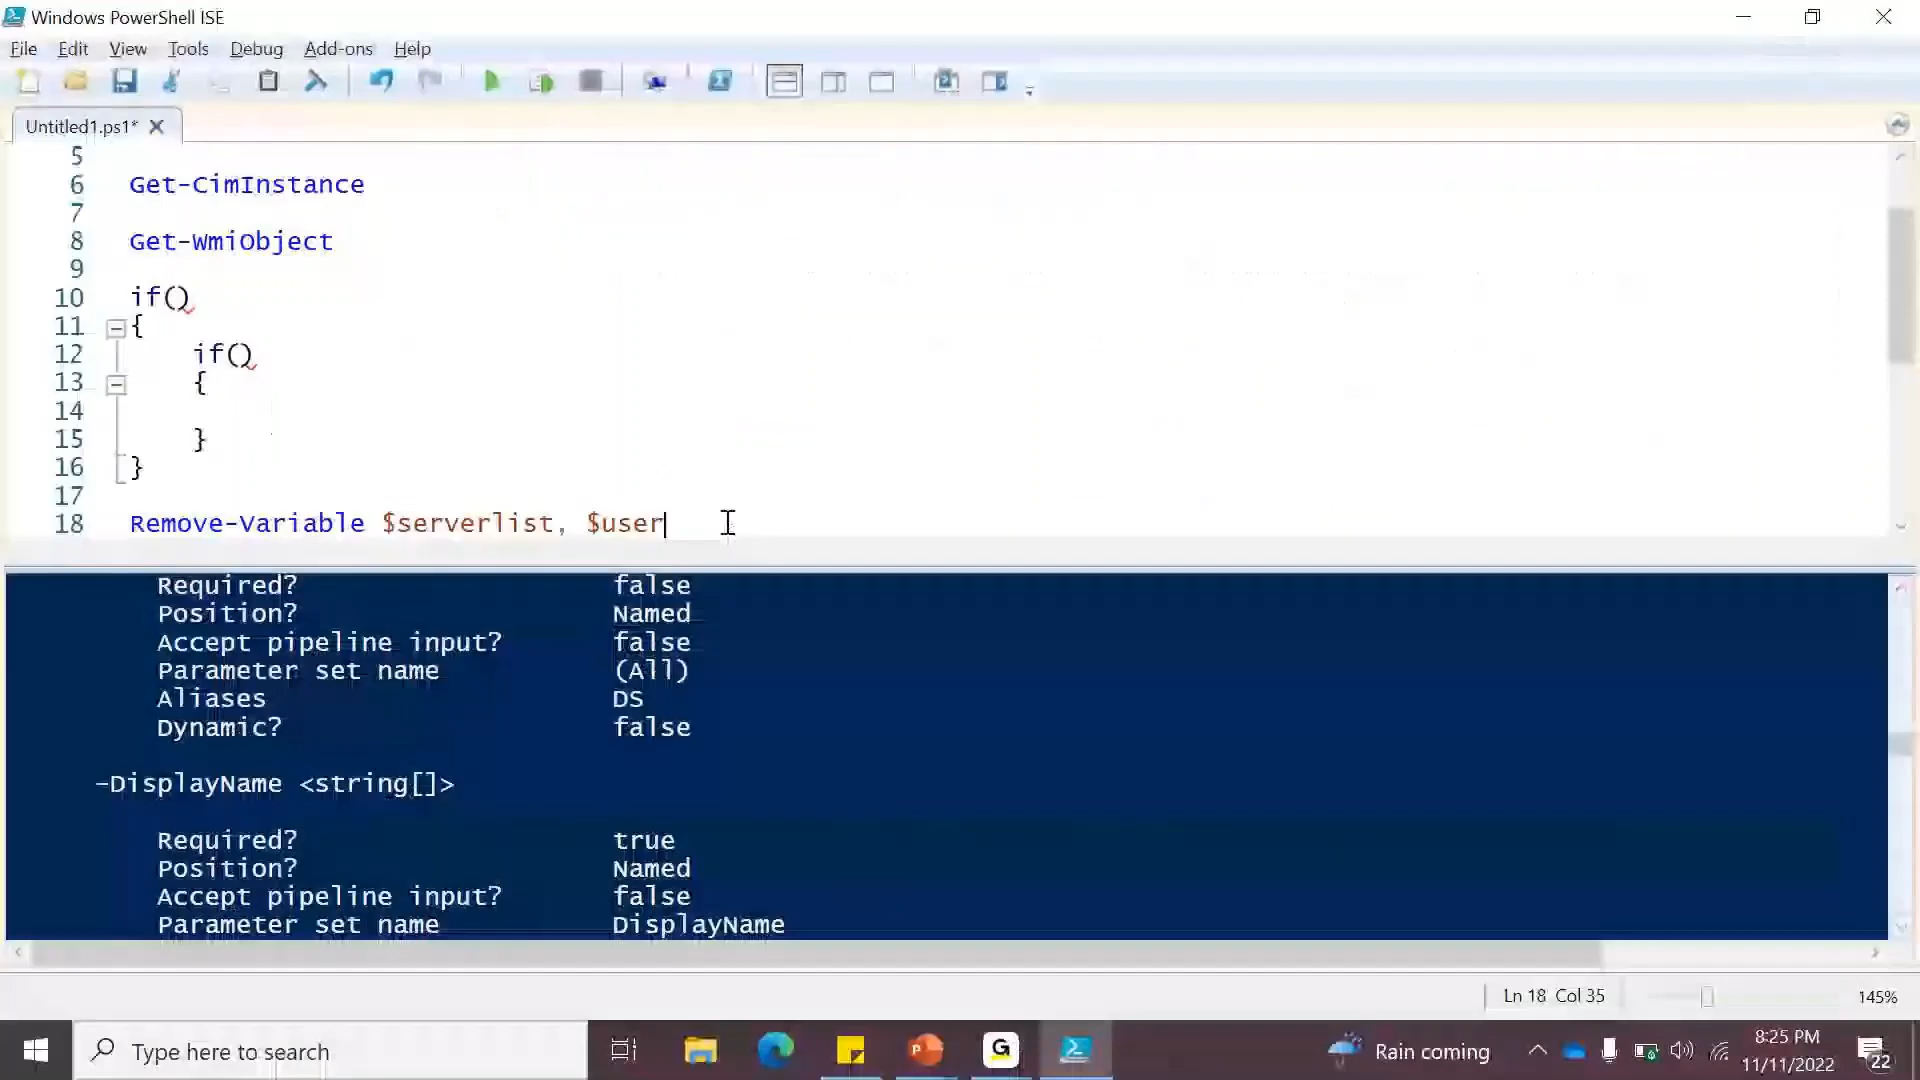 Windows PowerShell ISE
File Edit View Tools Debug Add-ons Help
Untitled1.ps1*
5
6 Get-CimInstance
7
8 Get-WmiObject
9
10 if()
11 {
12 if()
13 {
14
15 }
16 }
17
18 Remove-Variable $serverlist, $user
Required? false
Position? Named
Accept pipeline input? false
Parameter set name (All)
Aliases DS
Dynamic? false
-DisplayName <string[]>
Required? true
Position? Named
Accept pipeline input? false
Parameter set name DisplayName
Ln 18 Col 35 145%
Type here to search
Rain coming
8:25 PM
11/11/2022
22